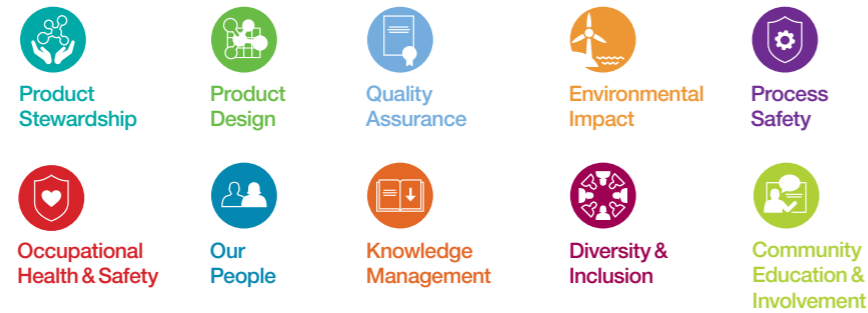 Product
Stewardship
Product
Design
Quality
Assurance
Environmental
Impact
Process
Safety
Occupational
Health & Safety
Our
People
Knowledge
Management
Diversity &
Inclusion
Community
Education &
Involvement